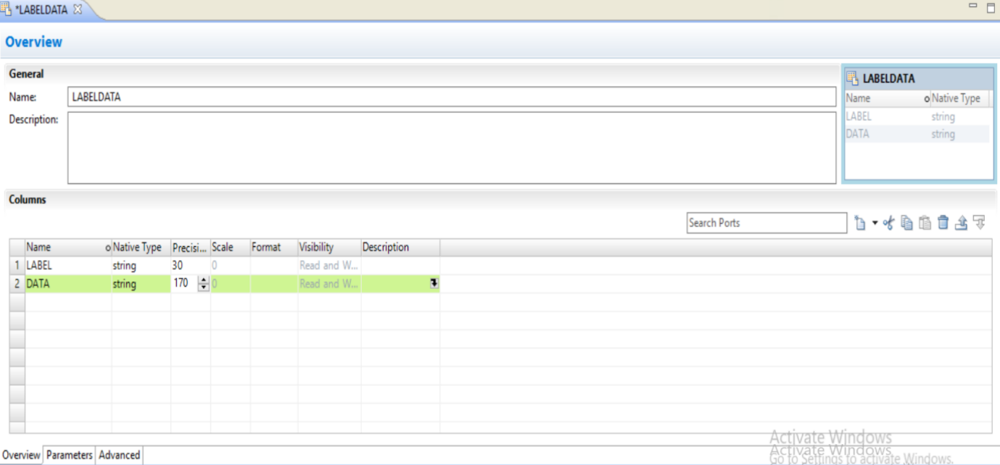 *LABELDATA
Overview
General
Name: LABELDATA
Description:
LABELDATA
Name Native Type
LABEL string
DATA string
Columns
Search Ports
Name Native Type Precisi... Scale Format Visibility Description
1 LABEL string 30 0 Read and W...
2 DATA string 170 0 Read and W...
Activate Windows
Activate Windows
Go to Settings to activate Windows.
Overview Parameters Advanced